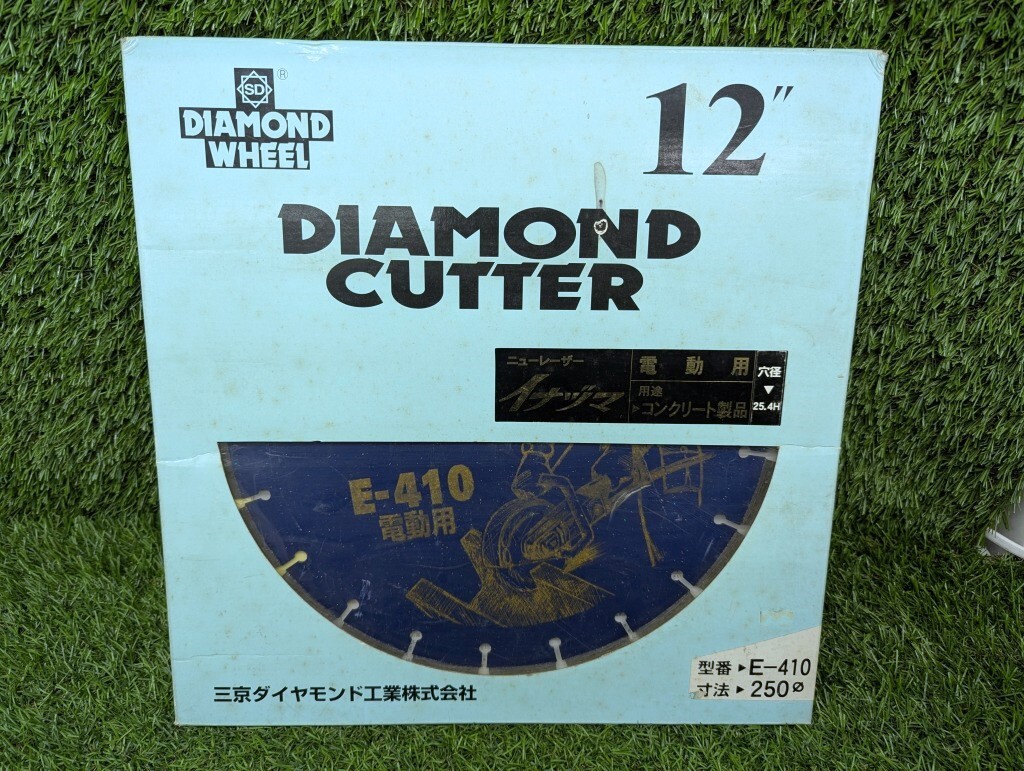 SD
®
DIAMOND
WHEEL
12"
DIAMOND
CUTTER
ニューレーザー
イナヅマ
電動用
用途
▶コンクリート製品
穴径
▼
25.4H
E-410
電動用
型番▶E-410
寸法▶250φ
三京ダイヤモンド工業株式会社